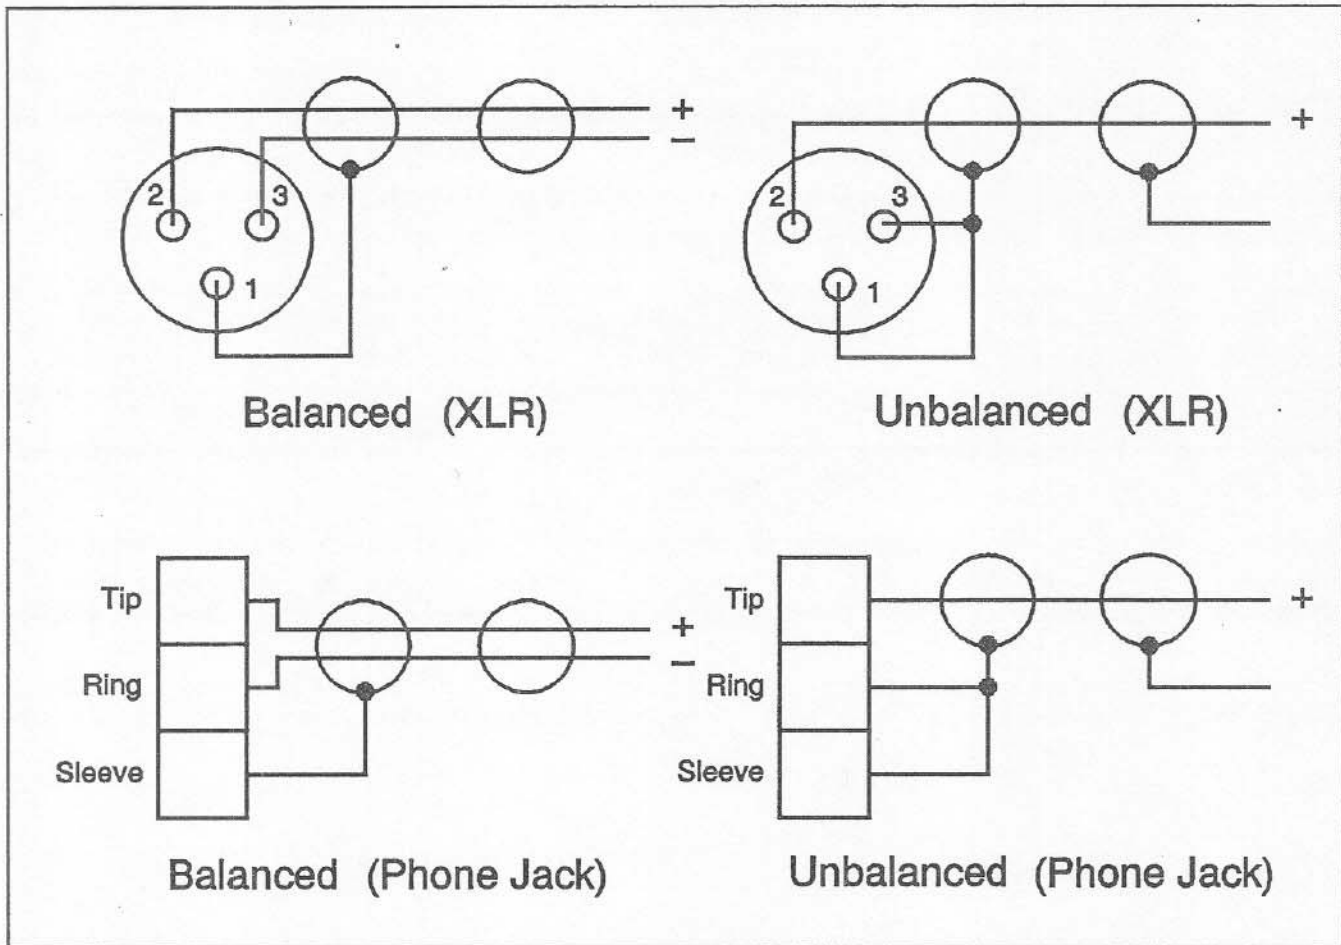 +
−
2
3
1
Balanced (XLR)
+
2
3
1
Unbalanced (XLR)
Tip
Ring
Sleeve
+
−
Balanced (Phone Jack)
Tip
Ring
Sleeve
+
Unbalanced (Phone Jack)